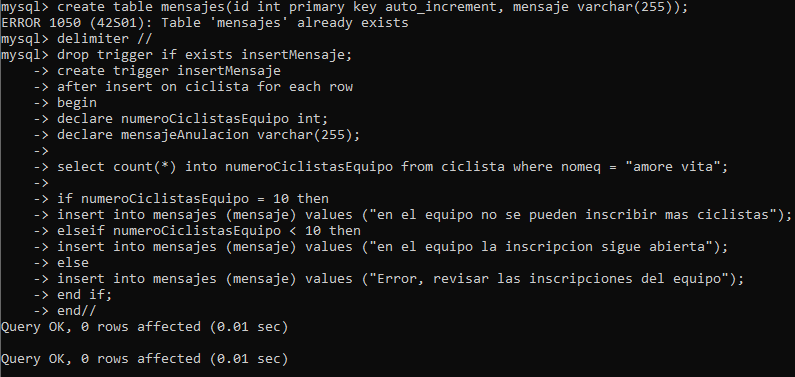 mysql> create table mensajes(id int primary key auto_increment, mensaje varchar(255));
ERROR 1050 (42S01): Table 'mensajes' already exists
mysql> delimiter //
mysql> drop trigger if exists insertMensaje;
    -> create trigger insertMensaje
    -> after insert on ciclista for each row
    -> begin
    -> declare numeroCiclistasEquipo int;
    -> declare mensajeAnulacion varchar(255);
    ->
    -> select count(*) into numeroCiclistasEquipo from ciclista where nomeq = "amore vita";
    ->
    -> if numeroCiclistasEquipo = 10 then
    -> insert into mensajes (mensaje) values ("en el equipo no se pueden inscribir mas ciclistas");
    -> elseif numeroCiclistasEquipo < 10 then
    -> insert into mensajes (mensaje) values ("en el equipo la inscripcion sigue abierta");
    -> else
    -> insert into mensajes (mensaje) values ("Error, revisar las inscripciones del equipo");
    -> end if;
    -> end//
Query OK, 0 rows affected (0.01 sec)

Query OK, 0 rows affected (0.01 sec)